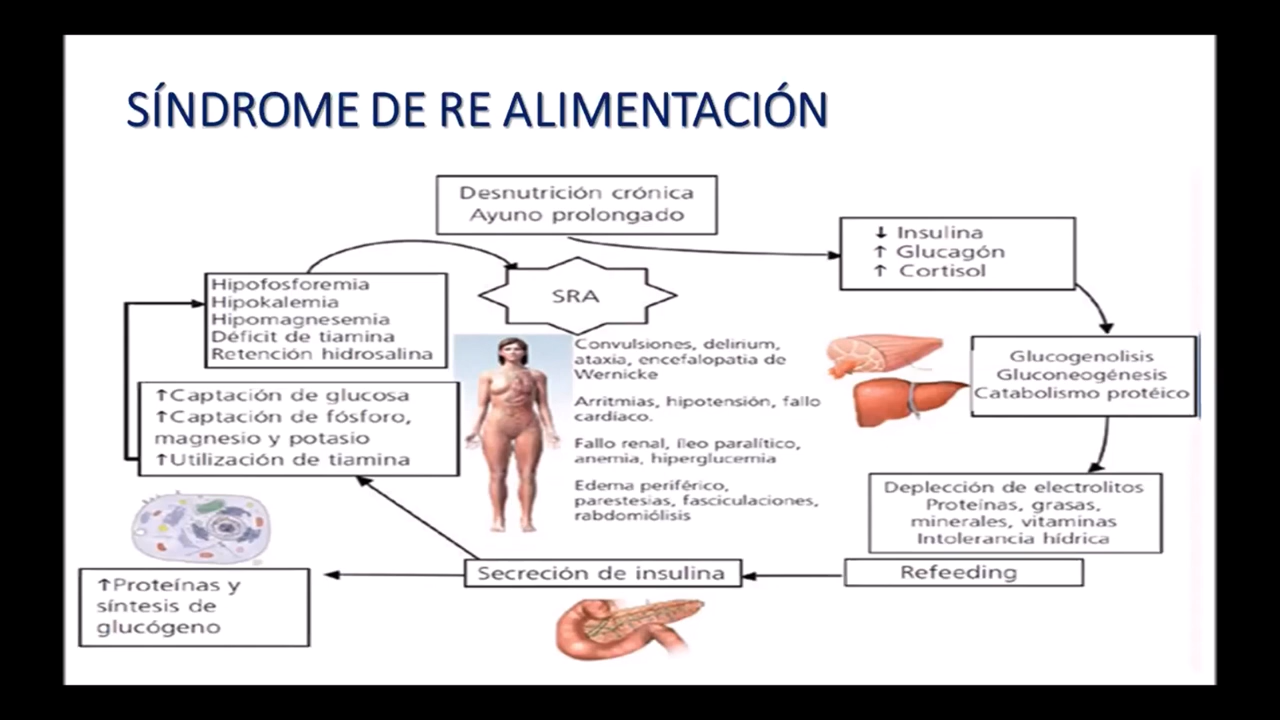 SÍNDROME DE RE ALIMENTACIÓN
Desnutrición crónica
Ayuno prolongado
↓ Insulina
↑ Glucagón
↑ Cortisol
Hipofosforemia
Hipokalemia
Hipomagnesemia
Déficit de tiamina
Retención hidrosalina
SRA
Convulsiones, delirium,
ataxia, encefalopatia de
Wernicke
Arritmias, hipotensión, fallo
cardíaco.
Fallo renal, íleo paralítico,
anemia, hiperglucemia
Edema periférico,
parestesias, fasciculaciones,
rabdomiólisis
Glucogenolisis
Gluconeogénesis
Catabolismo protéico
↑Captación de glucosa
↑Captación de fósforo,
magnesio y potasio
↑Utilización de tiamina
Deplección de electrolitos
Proteínas, grasas,
minerales, vitaminas
Intolerancia hídrica
Refeeding
Secreción de insulina
↑Proteínas y
síntesis de
glucógeno